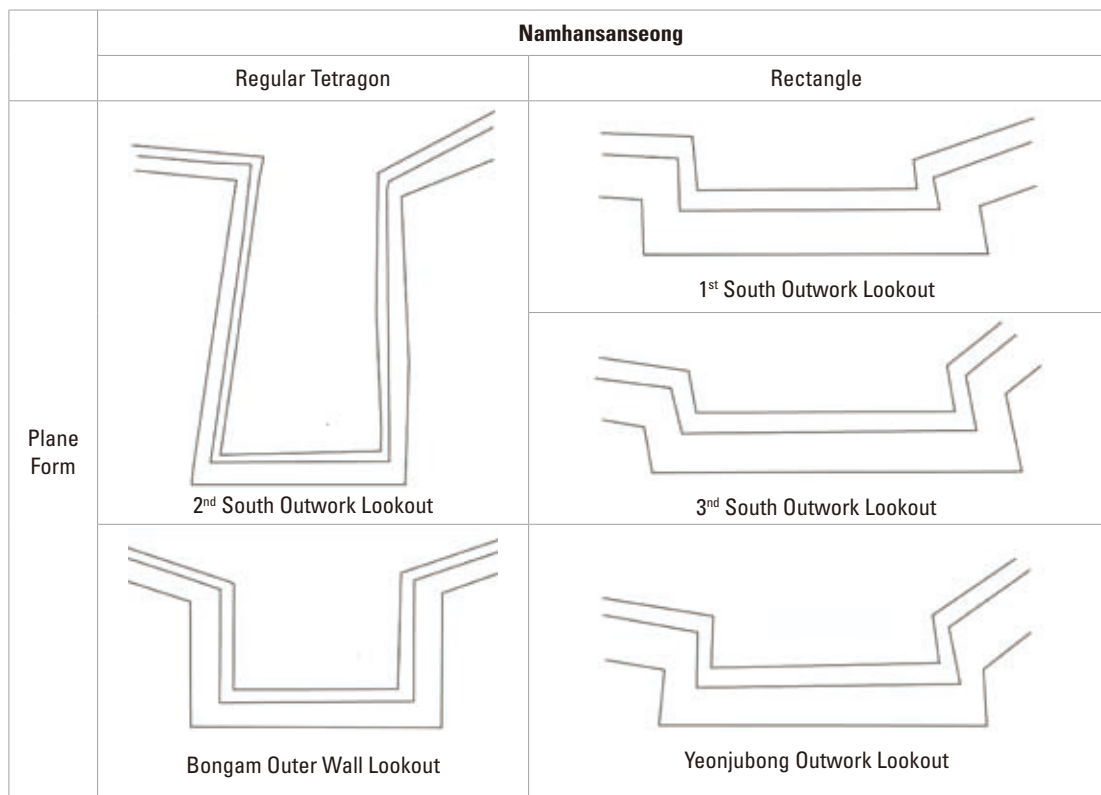 Namhansanseong
Regular Tetragon
Rectangle
Plane
Form
2nd South Outwork Lookout
1st South Outwork Lookout
3nd South Outwork Lookout
Bongam Outer Wall Lookout
Yeonjubong Outwork Lookout